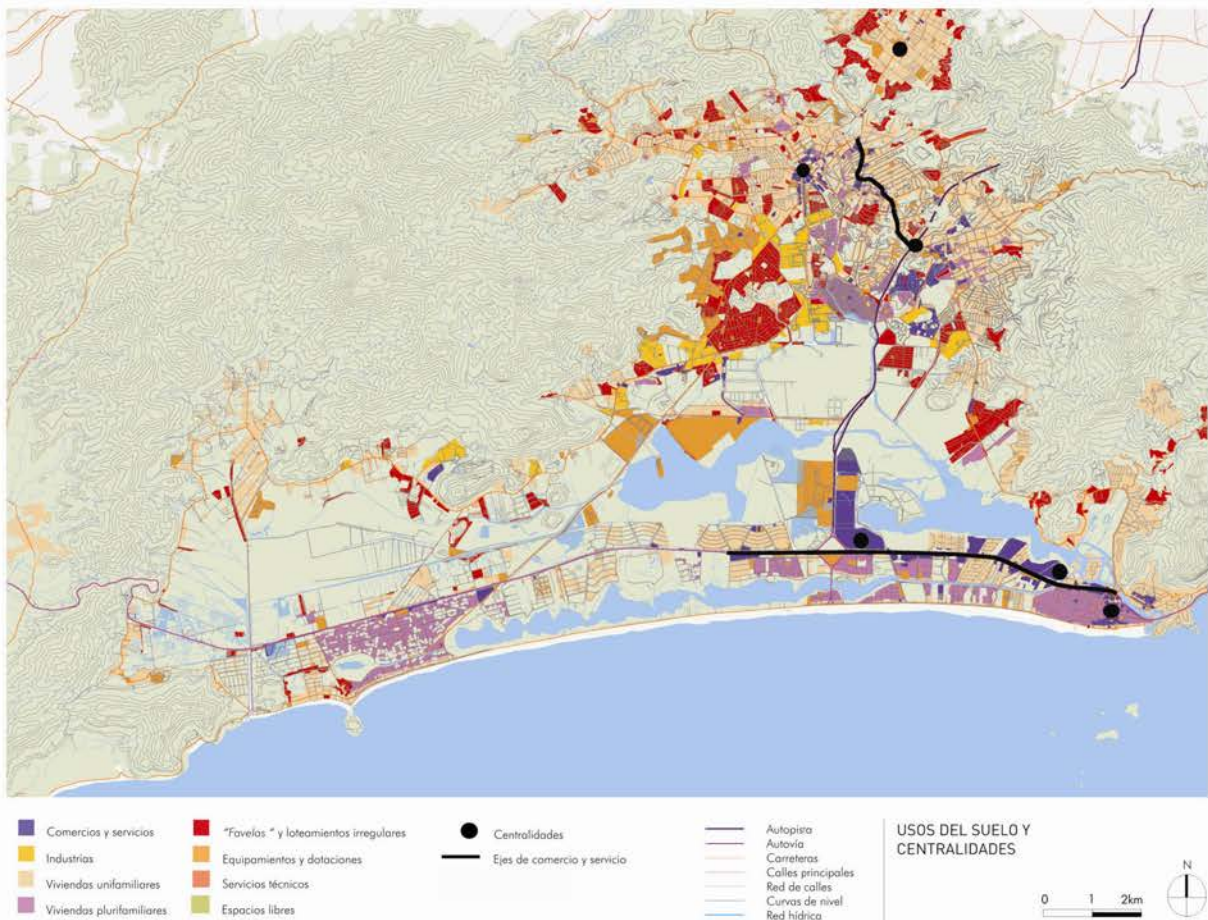 Comercios y servicios
Industrias
Viviendas unifamiliares
Viviendas plurifamiliares
"Favelas " y loteamientos irregulares
Equipamientos y dotaciones
Servicios técnicos
Espacios libres
Centralidades
Ejes de comercio y servicio
Autopista
Autovía
Carreteras
Calles principales
Red de calles
Curvas de nivel
Red hídrica
USOS DEL SUELO Y
CENTRALIDADES
0 1 2km
N